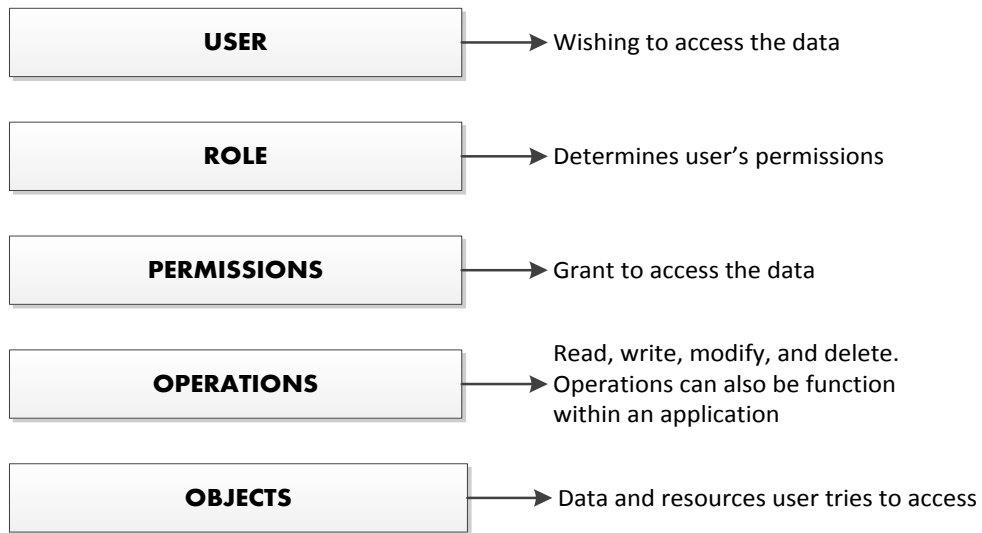 USER
Wishing to access the data
ROLE
Determines user’s permissions
PERMISSIONS
Grant to access the data
OPERATIONS
Read, write, modify, and delete.
Operations can also be function
within an application
OBJECTS
Data and resources user tries to access